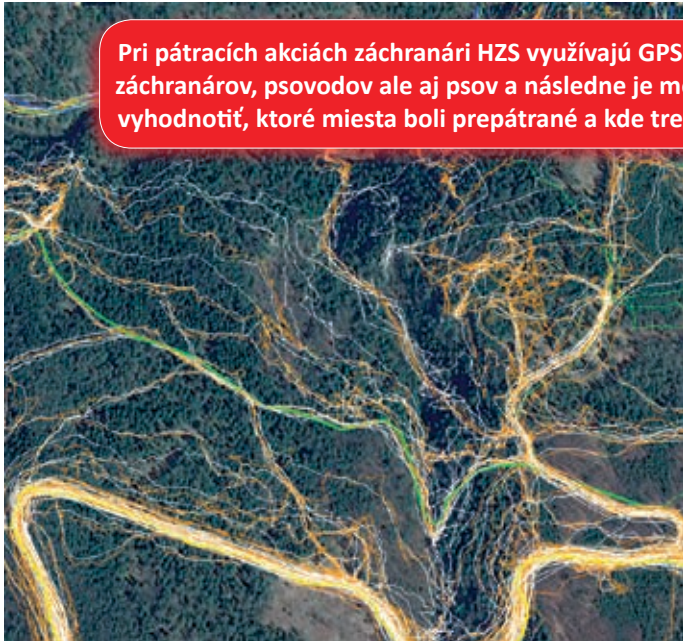 Pri pátracích akciách záchranári HZS využívajú GPS
záchranárov, psovodov ale aj psov a následne je
vyhodnotiť, ktoré miesta boli prepátrané a kde